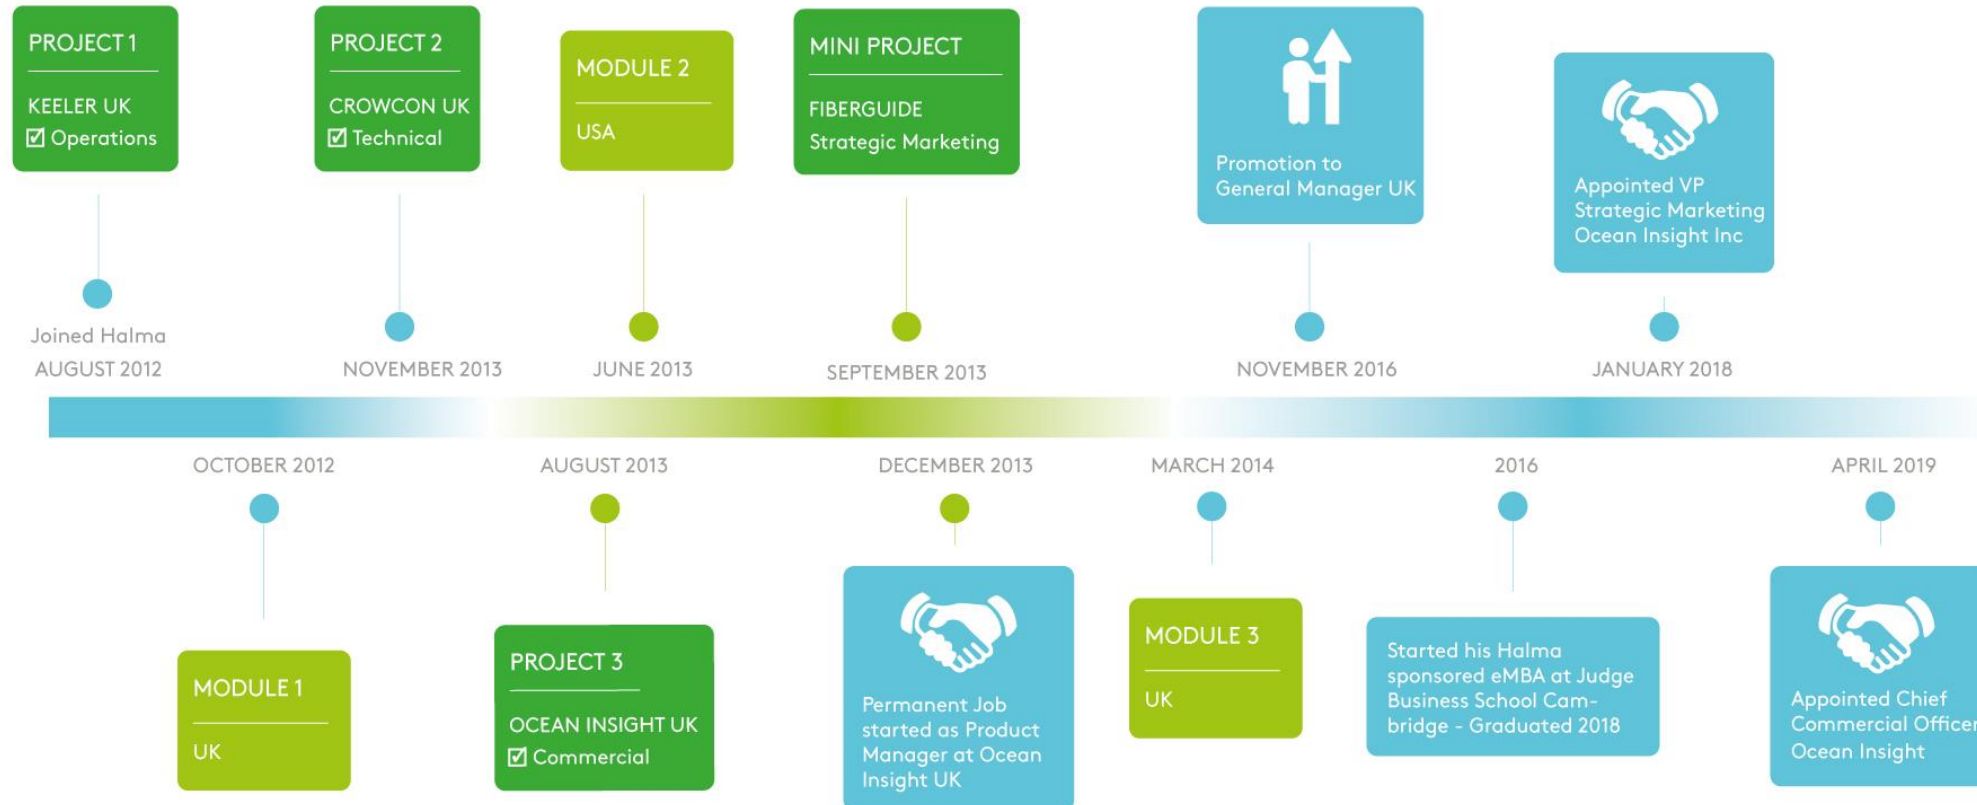 PROJECT 1
KEELER UK
☑ Operations
PROJECT 2
CROWCON UK
☑ Technical
MODULE 2
USA
MINI PROJECT
FIBERGUIDE
Strategic Marketing
Promotion to
General Manager UK
Appointed VP
Strategic Marketing
Ocean Insight Inc
Joined Halma
AUGUST 2012
NOVEMBER 2013
JUNE 2013
SEPTEMBER 2013
NOVEMBER 2016
JANUARY 2018
OCTOBER 2012
AUGUST 2013
DECEMBER 2013
MARCH 2014
2016
APRIL 2019
MODULE 1
UK
PROJECT 3
OCEAN INSIGHT UK
☑ Commercial
Permanent Job
started as Product
Manager at Ocean
Insight UK
MODULE 3
UK
Started his Halma
sponsored eMBA at Judge
Business School Cam-
bridge - Graduated 2018
Appointed Chief
Commercial Officer
Ocean Insight